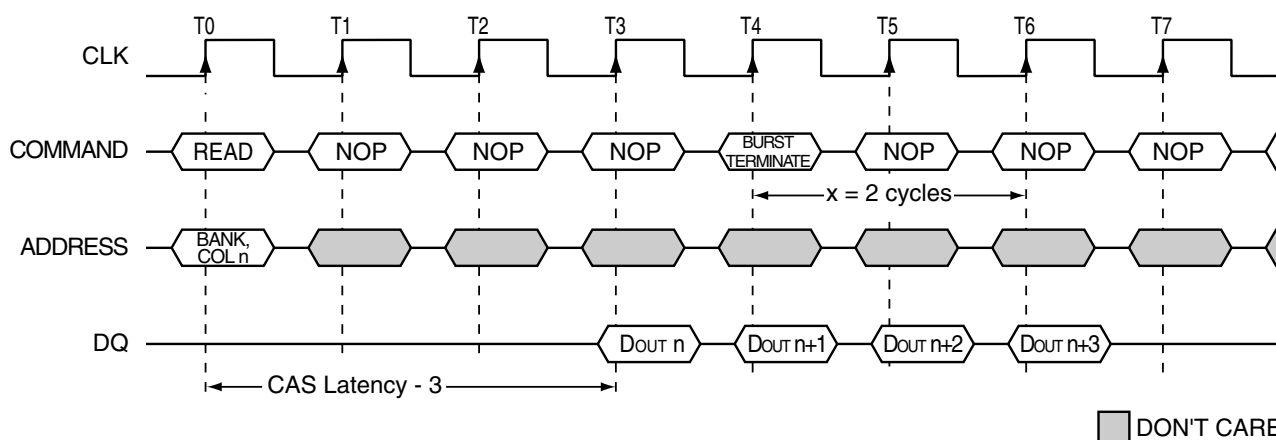 T0 T1 T2 T3 T4 T5 T6 T7
CLK
COMMAND READ NOP NOP NOP BURST TERMINATE NOP NOP NOP
x = 2 cycles
ADDRESS BANK, COL n
DQ DOUT n DOUT n+1 DOUT n+2 DOUT n+3
CAS Latency - 3
DON'T CARE